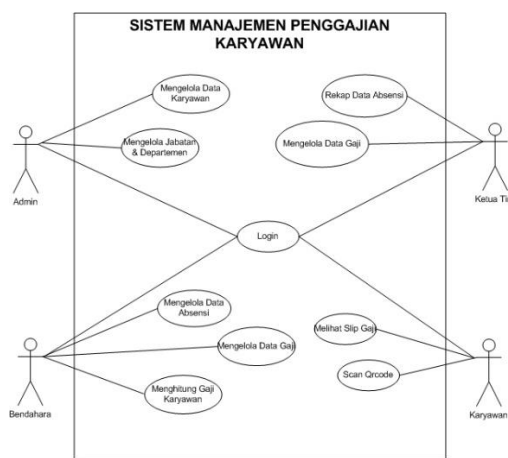 SISTEM MANAJEMEN PENGGAJIAN
KARYAWAN
Mengelola Data
Karyawan
Rekap Data Absensi
Mengelola Jabatan
& Departemen
Mengelola Data Gaji
Admin
Ketua Tim
Login
Mengelola Data
Absensi
Melihat Slip Gaji
Mengelola Data Gaji
Scan Qrcode
Menghitung Gaji
Karyawan
Bendahara
Karyawan